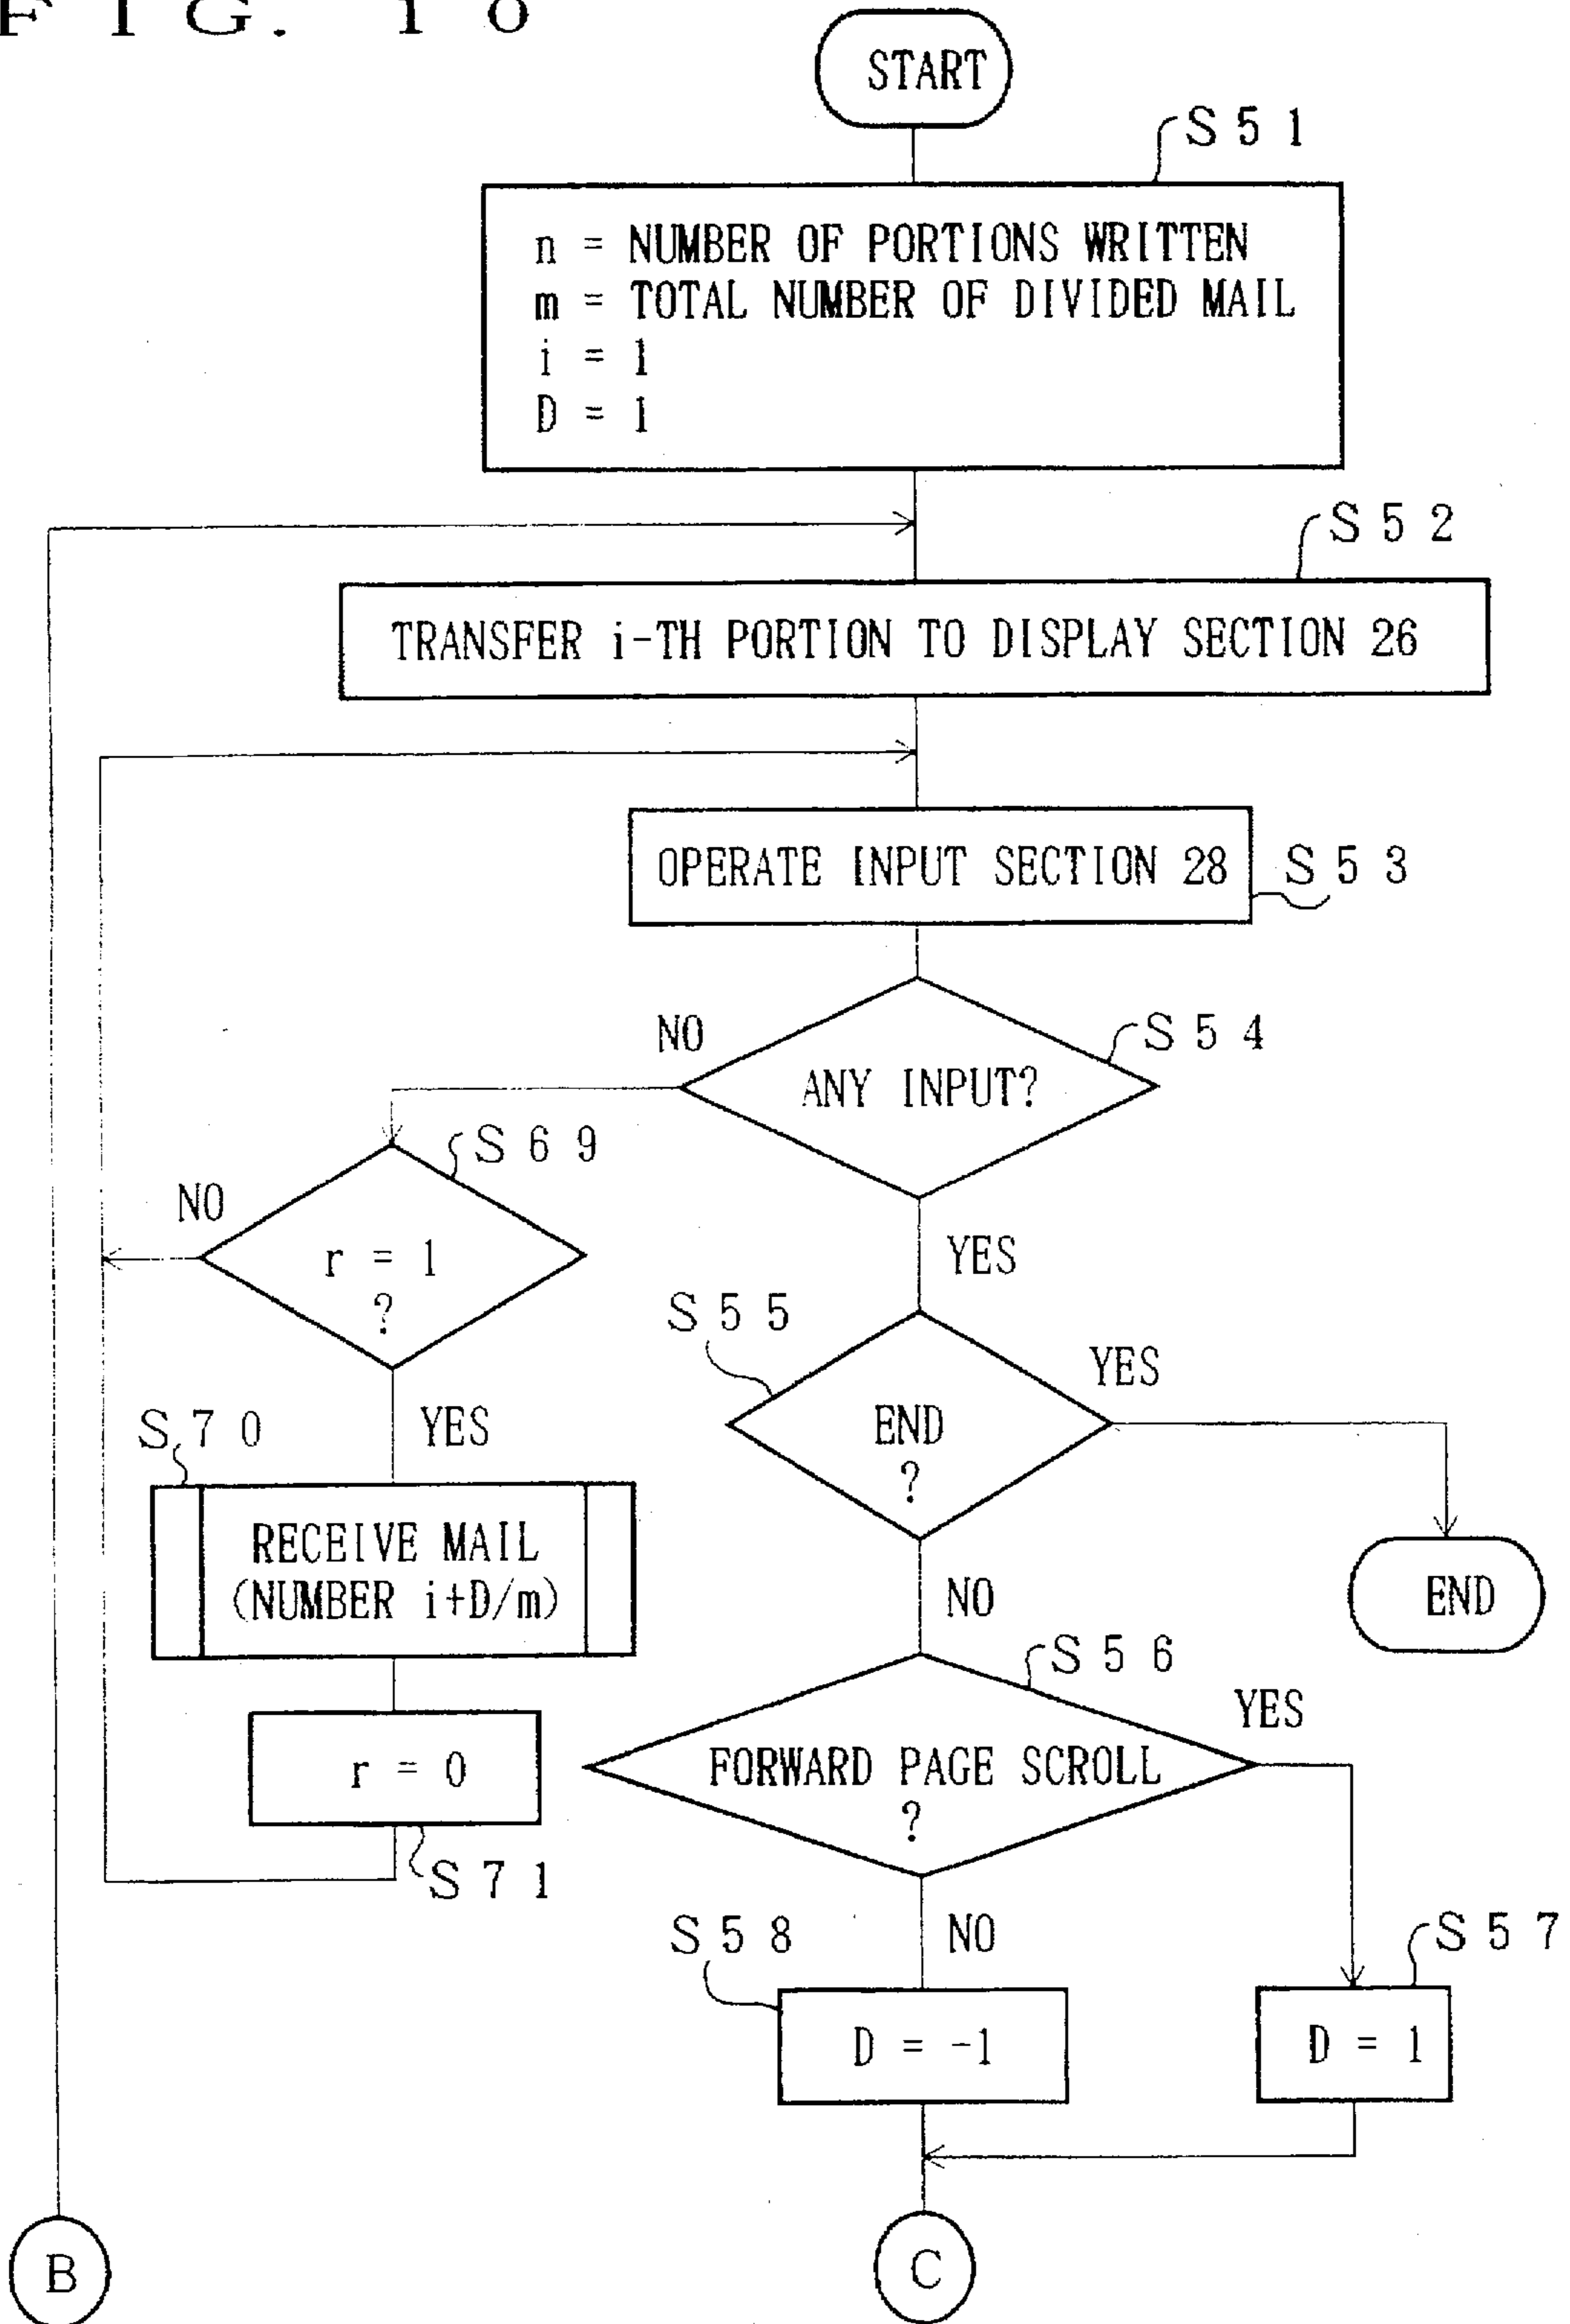 F I G. 1
START
S 5 1
n = NUMBER OF PORTIONS WRITTEN
m = TOTAL NUMBER OF DIVIDED MAIL
i = 1
D = 1
S 5 2
TRANSFER i-TH PORTION TO DISPLAY SECTION 26
OPERATE INPUT SECTION 28
S 5 3
NO
S 5 4
ANY INPUT?
S 6 9
NO
r = 1
?
YES
S 5 5
YES
END
?
S 7 0
YES
RECEIVE MAIL
(NUMBER i+D/m)
NO
END
S 5 6
YES
FORWARD PAGE SCROLL
?
r = 0
S 7 1
S 5 8
NO
S 5 7
D = -1
D = 1
B
C